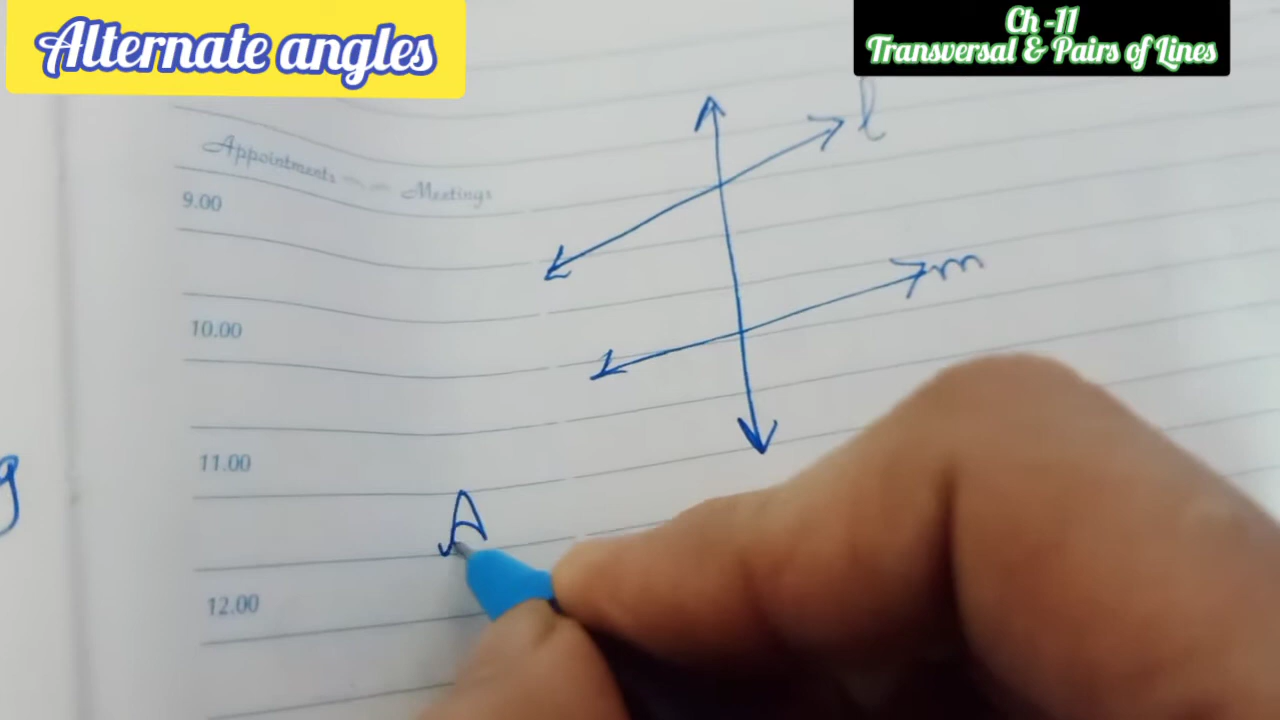 Alternate angles
Ch -11
Transversal & Pairs of Lines
l
Appointments Meetings
9.00
m
10.00
11.00
g
A
12.00